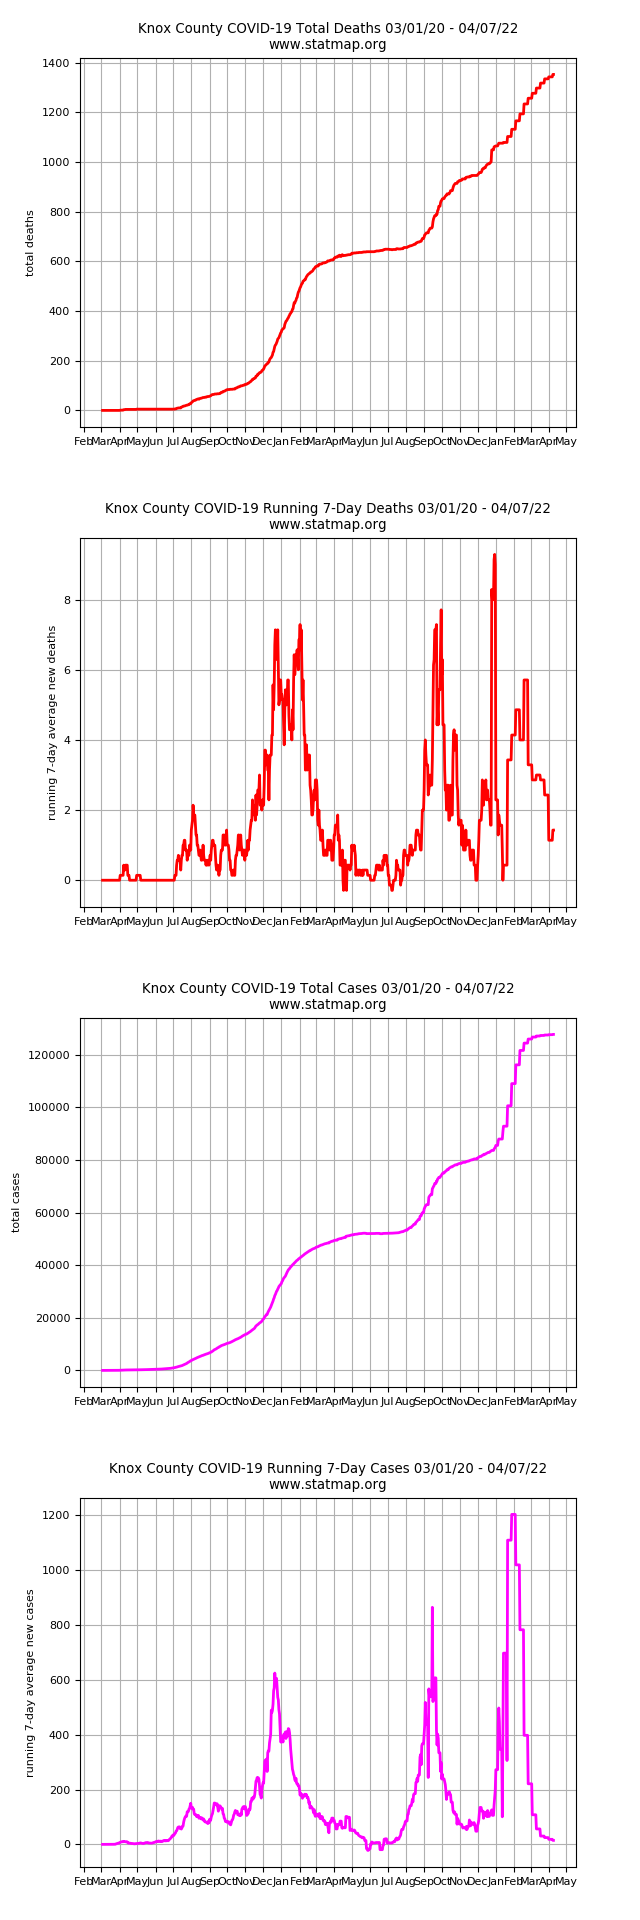 Knox County COVID-19 Total Deaths 03/01/20 - 04/07/22
www.statmap.org
1400
1200
1000
800
600
400
200
0
total deaths
Feb Mar Apr May Jun Jul Aug Sep Oct Nov Dec Jan Feb Mar Apr May Jun Jul Aug Sep Oct Nov Dec Jan Feb Mar Apr May
Knox County COVID-19 Running 7-Day Deaths 03/01/20 - 04/07/22
www.statmap.org
8
6
4
2
0
running 7-day average new deaths
Feb Mar Apr May Jun Jul Aug Sep Oct Nov Dec Jan Feb Mar Apr May Jun Jul Aug Sep Oct Nov Dec Jan Feb Mar Apr May
Knox County COVID-19 Total Cases 03/01/20 - 04/07/22
www.statmap.org
120000
100000
80000
60000
40000
20000
0
total cases
Feb Mar Apr May Jun Jul Aug Sep Oct Nov Dec Jan Feb Mar Apr May Jun Jul Aug Sep Oct Nov Dec Jan Feb Mar Apr May
Knox County COVID-19 Running 7-Day Cases 03/01/20 - 04/07/22
www.statmap.org
1200
1000
800
600
400
200
0
running 7-day average new cases
Feb Mar Apr May Jun Jul Aug Sep Oct Nov Dec Jan Feb Mar Apr May Jun Jul Aug Sep Oct Nov Dec Jan Feb Mar Apr May